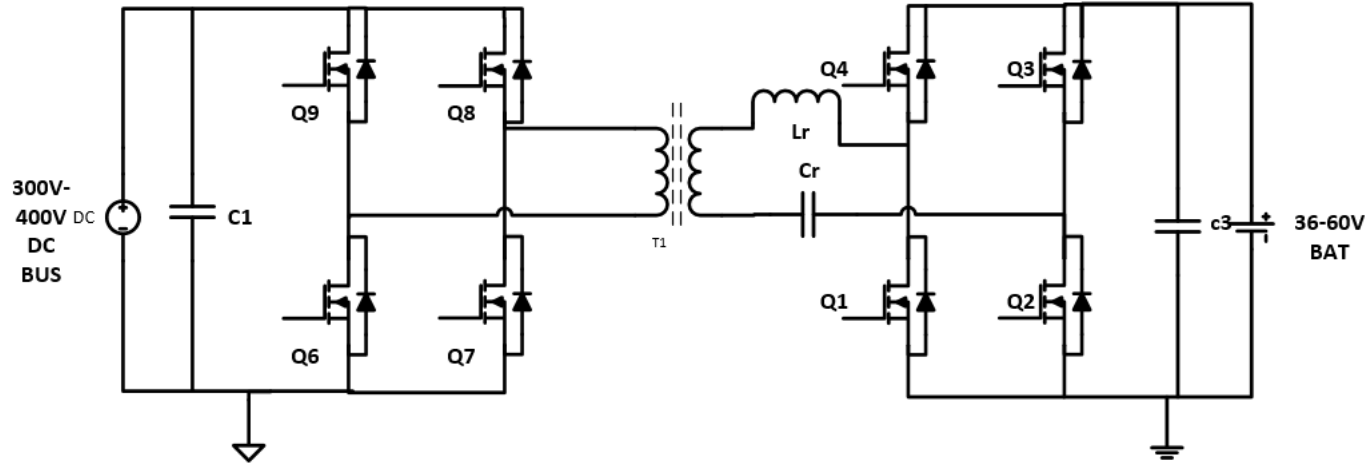 Q9
Q8
Q4
Q3
Lr
Cr
300V-
400V DC
DC
BUS
C1
T1
c3
36-60V
BAT
Q6
Q7
Q1
Q2